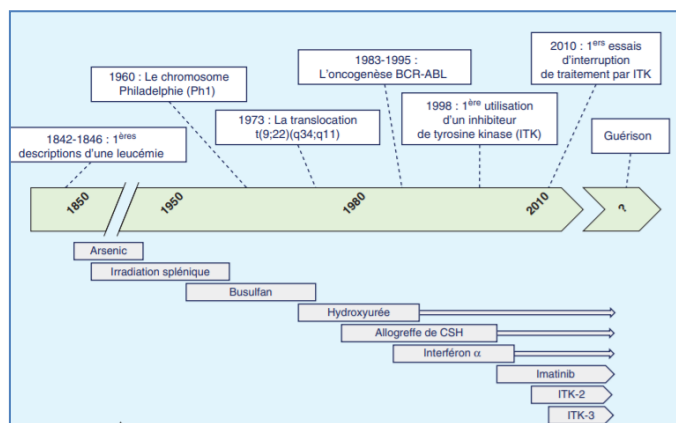 2010 : 1ers essais
d'interruption
de traitement par ITK
1983-1995 :
L'oncogenèse BCR-ABL
1960 : Le chromosome
Philadelphie (Ph1)
1998 : 1ère utilisation
d'un inhibiteur
de tyrosine kinase (ITK)
1973 : La translocation
t(9;22)(q34;q11)
Guérison
1842-1846 : 1ères
descriptions d'une leucémie
1850
1950
1980
2010
?
Arsenic
Irradiation splénique
Busulfan
Hydroxyurée
Allogreffe de CSH
Interféron α
Imatinib
ITK-2
ITK-3